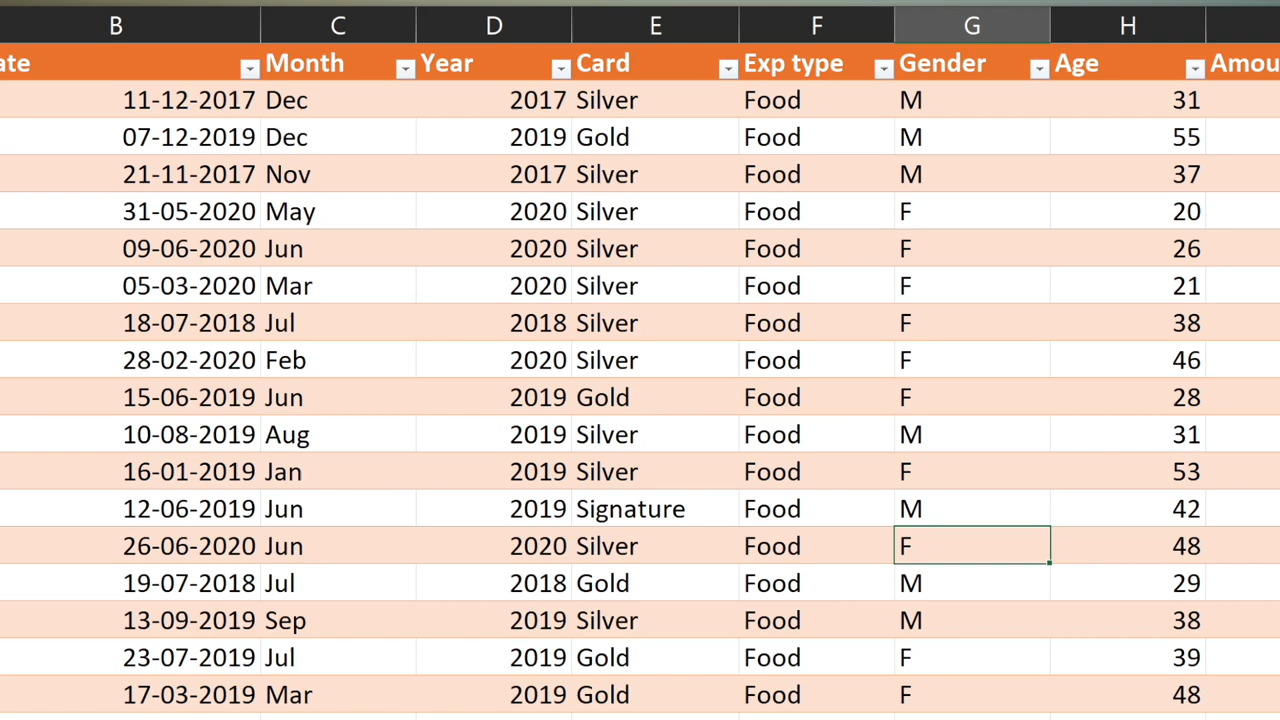 B C D E F G H
ate Month Year Card Exp type Gender Age Amou
11-12-2017 Dec 2017 Silver Food M 31
07-12-2019 Dec 2019 Gold Food M 55
21-11-2017 Nov 2017 Silver Food M 37
31-05-2020 May 2020 Silver Food F 20
09-06-2020 Jun 2020 Silver Food F 26
05-03-2020 Mar 2020 Silver Food F 21
18-07-2018 Jul 2018 Silver Food F 38
28-02-2020 Feb 2020 Silver Food F 46
15-06-2019 Jun 2019 Gold Food F 28
10-08-2019 Aug 2019 Silver Food M 31
16-01-2019 Jan 2019 Silver Food F 53
12-06-2019 Jun 2019 Signature Food M 42
26-06-2020 Jun 2020 Silver Food F 48
19-07-2018 Jul 2018 Gold Food M 29
13-09-2019 Sep 2019 Silver Food M 38
23-07-2019 Jul 2019 Gold Food F 39
17-03-2019 Mar 2019 Gold Food F 48